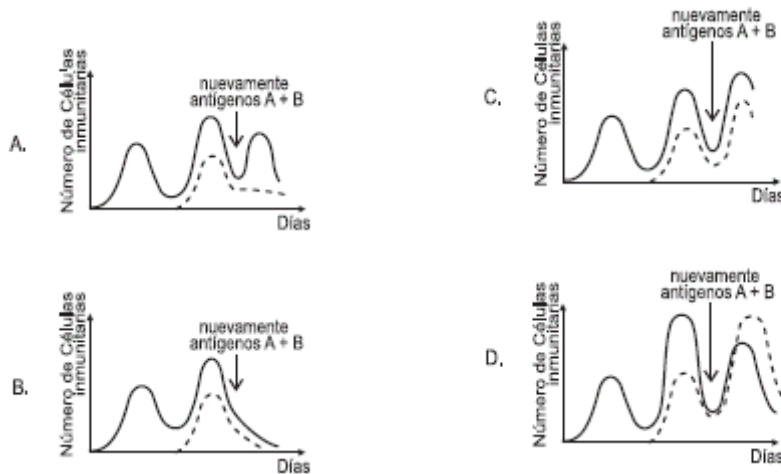 A.
Número de Células
inmunitarias
nuevamente
antígenos A + B
Días
C.
Número de Células
inmunitarias
nuevamente
antígenos A + B
Días
B.
Número de Células
inmunitarias
nuevamente
antígenos A + B
Días
D.
Número de Células
inmunitarias
nuevamente
antígenos A + B
Días